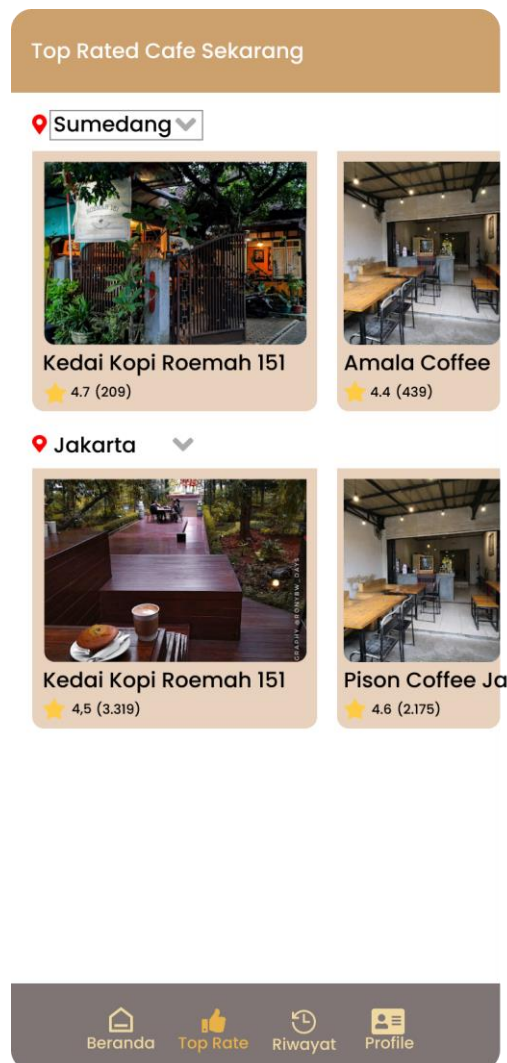 Top Rated Cafe Sekarang
Sumedang
Kedai Kopi Roemah 151
4.7 (209)
Amala Coffee
4.4 (439)
Jakarta
Kedai Kopi Roemah 151
4,5 (3.319)
Pison Coffee Ja
4.6 (2.175)
Beranda
Top Rate
Riwayat
Profile